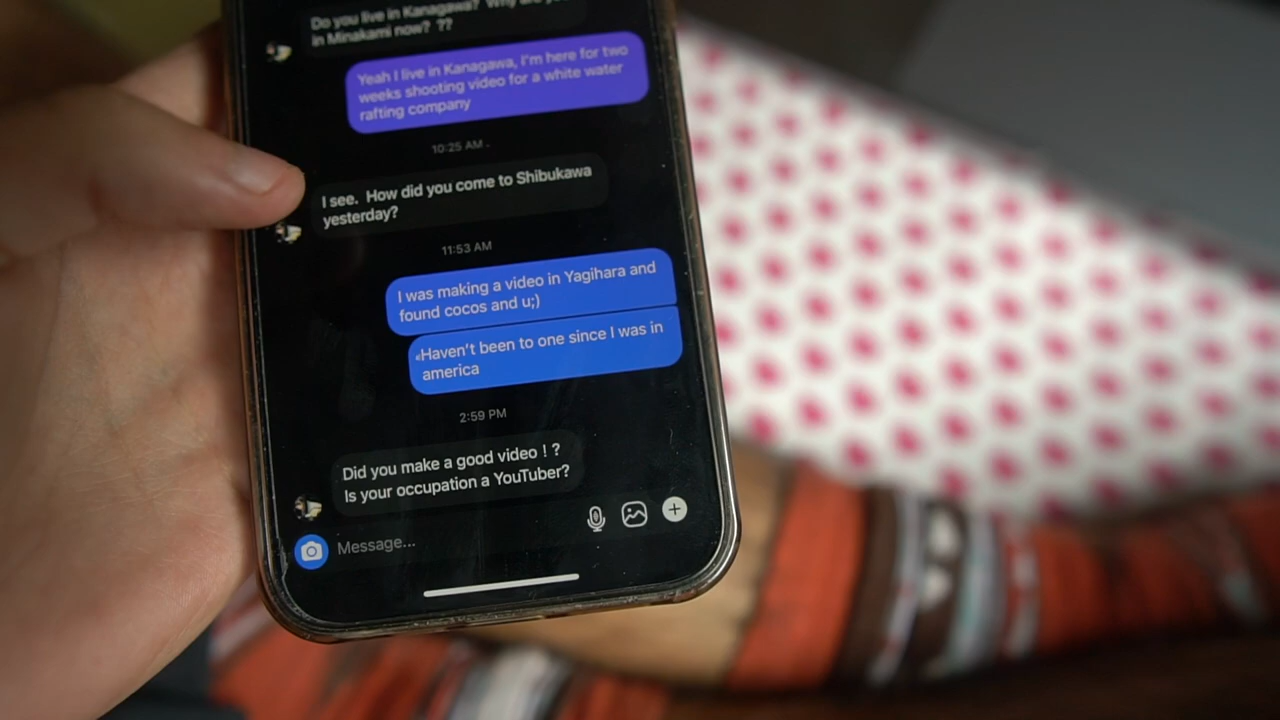 Do you live in Kanagawa? Why are you
in Minakami now? ??
Yeah I live in Kanagawa, I'm here for two
weeks shooting video for a white water
rafting company
10:25 AM
I see. How did you come to Shibukawa
yesterday?
11:53 AM
I was making a video in Yagihara and
found cocos and u;)
Haven't been to one since I was in
america
2:59 PM
Did you make a good video ! ?
Is your occupation a YouTuber?
Message...